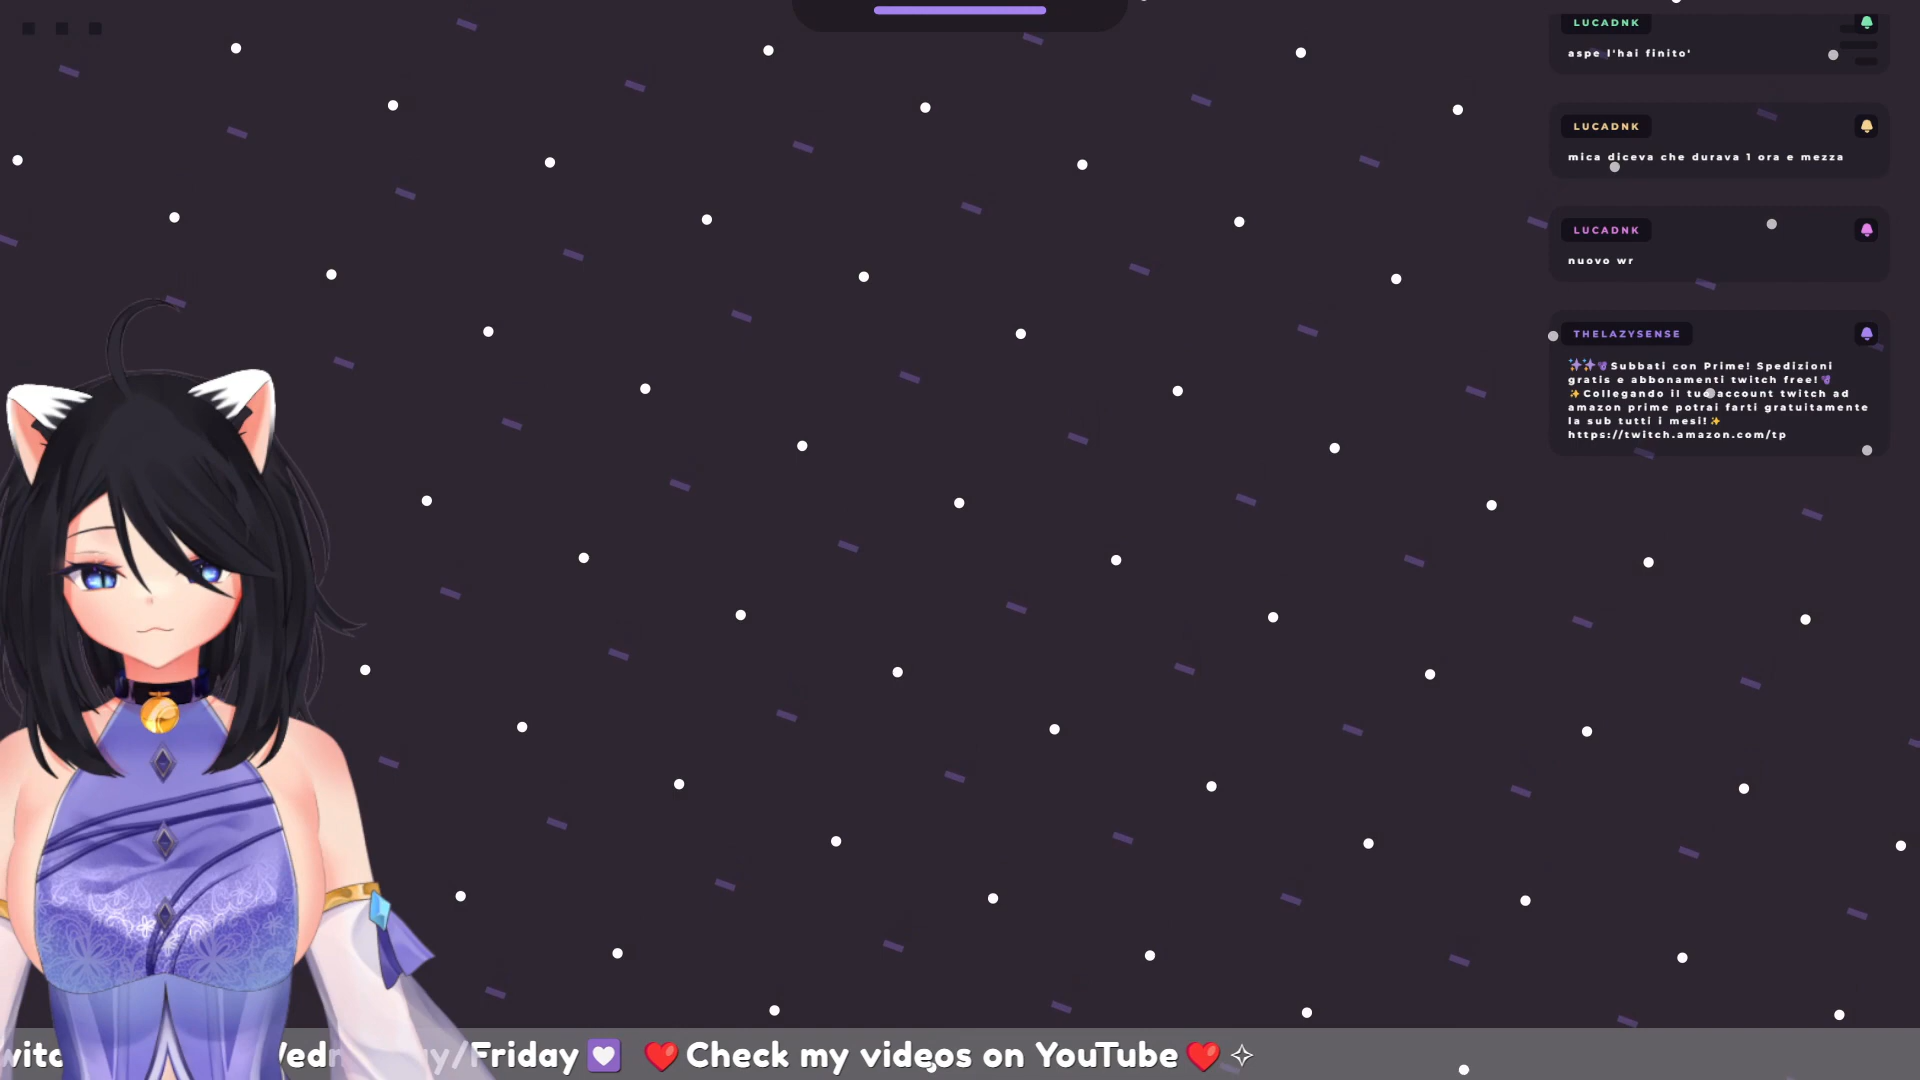 LUCADNK
aspe l'hai finito'
LUCADNK
mica diceva che durava 1 ora e mezza
LUCADNK
nuovo wr
THELAZYSENSE
✨✨Subbati con Prime! Spedizioni
gratis e abbonamenti twitch free!
✨Collegando il tuo account twitch ad
amazon prime potrai farti gratuitamente
la sub tutti i mesi!✨
https://twitch.amazon.com/tp
/Friday 💟 ❤️ Check my videos on YouTube ❤️ ✧